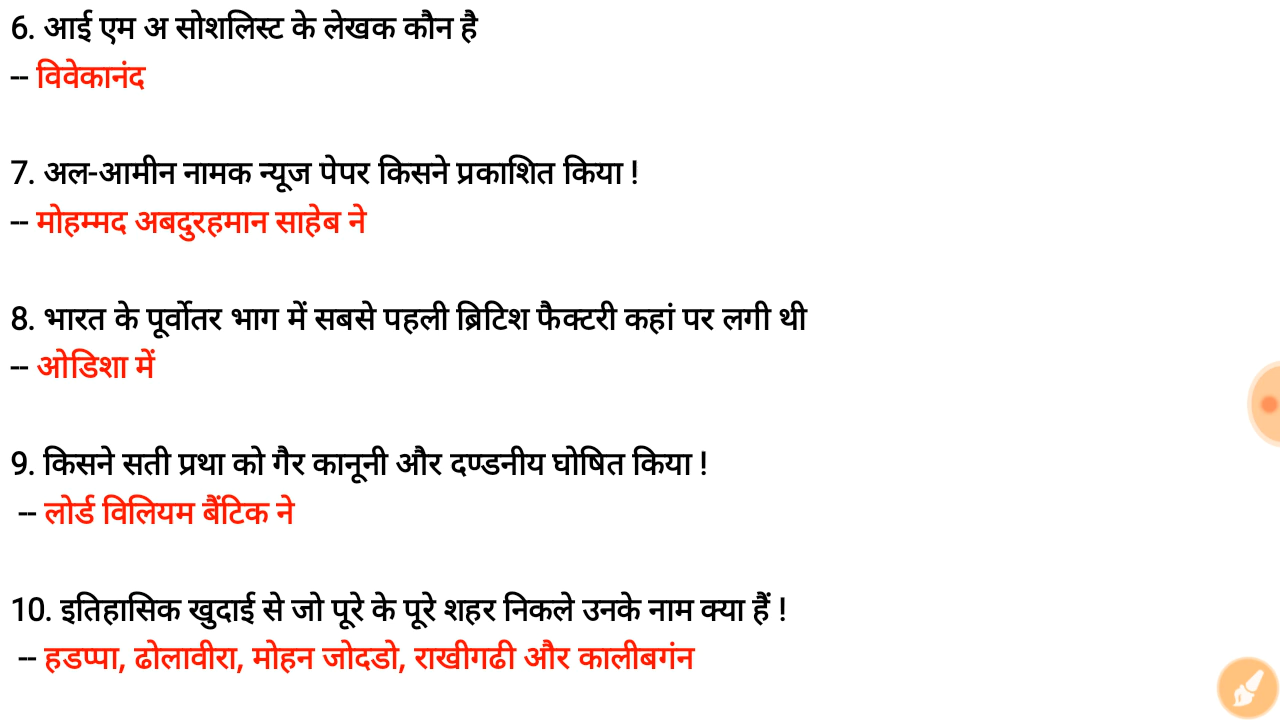 6. आई एम अ सोशलिस्ट के लेखक कौन है
-- विवेकानंद
7. अल-आमीन नामक न्यूज पेपर किसने प्रकाशित किया !
-- मोहम्मद अबदुरहमान साहेब ने
8. भारत के पूर्वोतर भाग में सबसे पहली ब्रिटिश फैक्टरी कहां पर लगी थी
-- ओडिशा में
9. किसने सती प्रथा को गैर कानूनी और दण्डनीय घोषित किया !
-- लोर्ड विलियम बैंटिक ने
10. इतिहासिक खुदाई से जो पूरे के पूरे शहर निकले उनके नाम क्या हैं !
-- हडप्पा, ढोलावीरा, मोहन जोदडो, राखीगढी और कालीबगंन